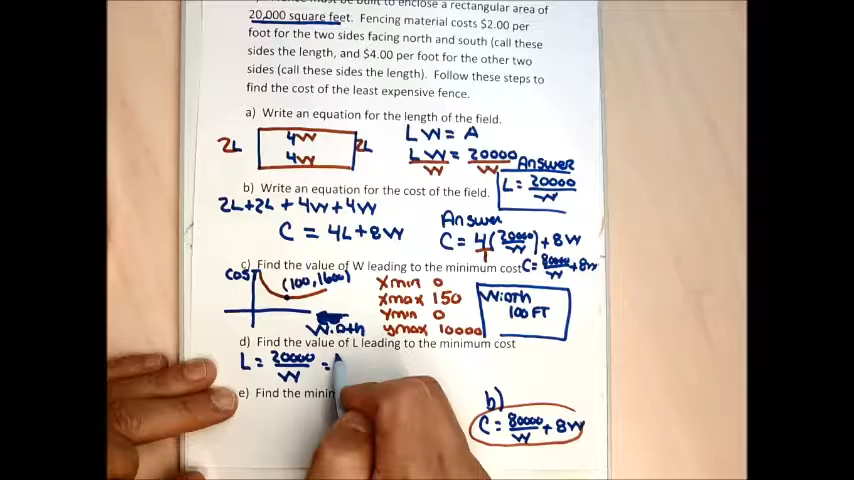 must be built to enclose a rectangular area of
20,000 square feet. Fencing material costs $2.00 per
foot for the two sides facing north and south (call these
sides the length, and $4.00 per foot for the other two
sides (call these sides the length). Follow these steps to
find the cost of the least expensive fence.
a) Write an equation for the length of the field.
2L 4W 4W 2L
LW = A
LW = 20000
W W
Answer
L = 20000
W
b) Write an equation for the cost of the field.
2L+2L+4W+4W
C = 4L+8W
Answer
C = 4(20000/W)+8W
1
C = 80000/W+8W
c) Find the value of W leading to the minimum cost
Cost
(100,1600)
Width
Xmin 0
Xmax 150
Ymin 0
ymax 10000
Width
100 FT
d) Find the value of L leading to the minimum cost
L = 20000/W =
e) Find the
b)
C = 80000/W + 8W